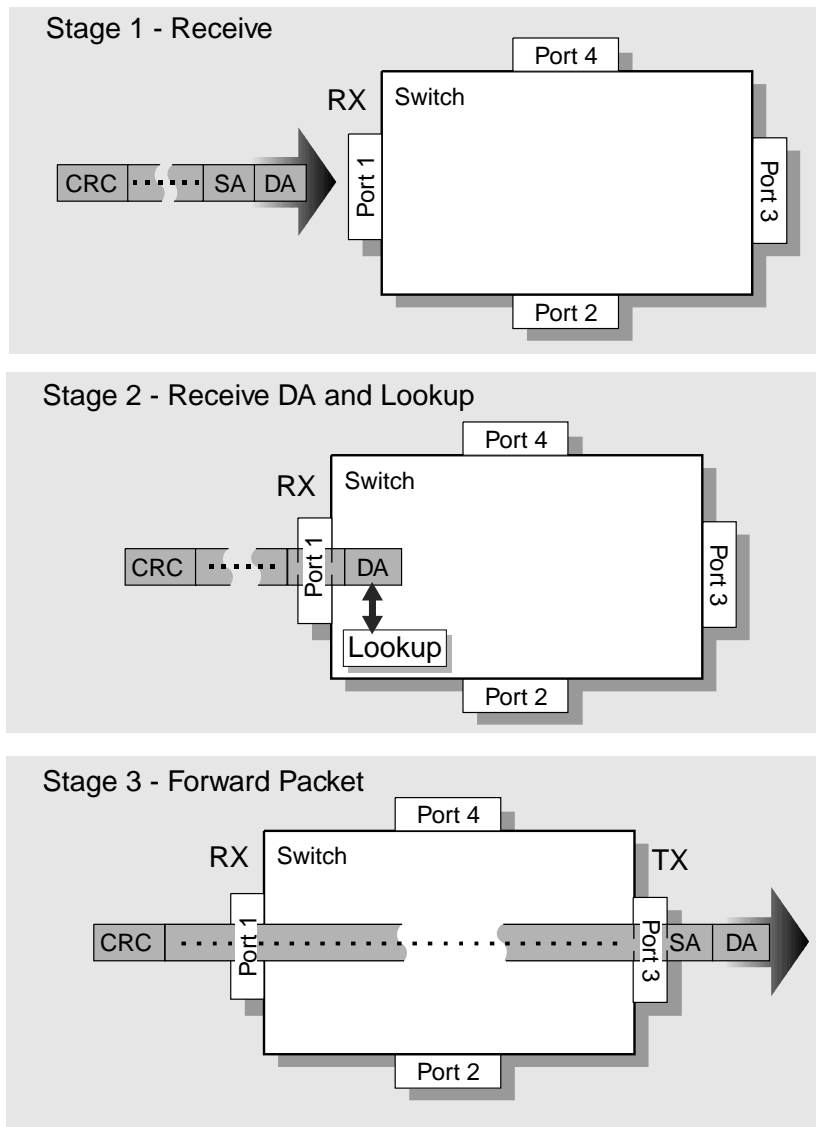 Stage 1 - Receive
Port 4
RX
Switch
CRC
SA
DA
Port 1
Port 3
Port 2
Stage 2 - Receive DA and Lookup
Port 4
RX
Switch
CRC
Port 1
DA
Port 3
Lookup
Port 2
Stage 3 - Forward Packet
Port 4
RX
Switch
TX
CRC
Port 1
Port 3
SA
DA
Port 2